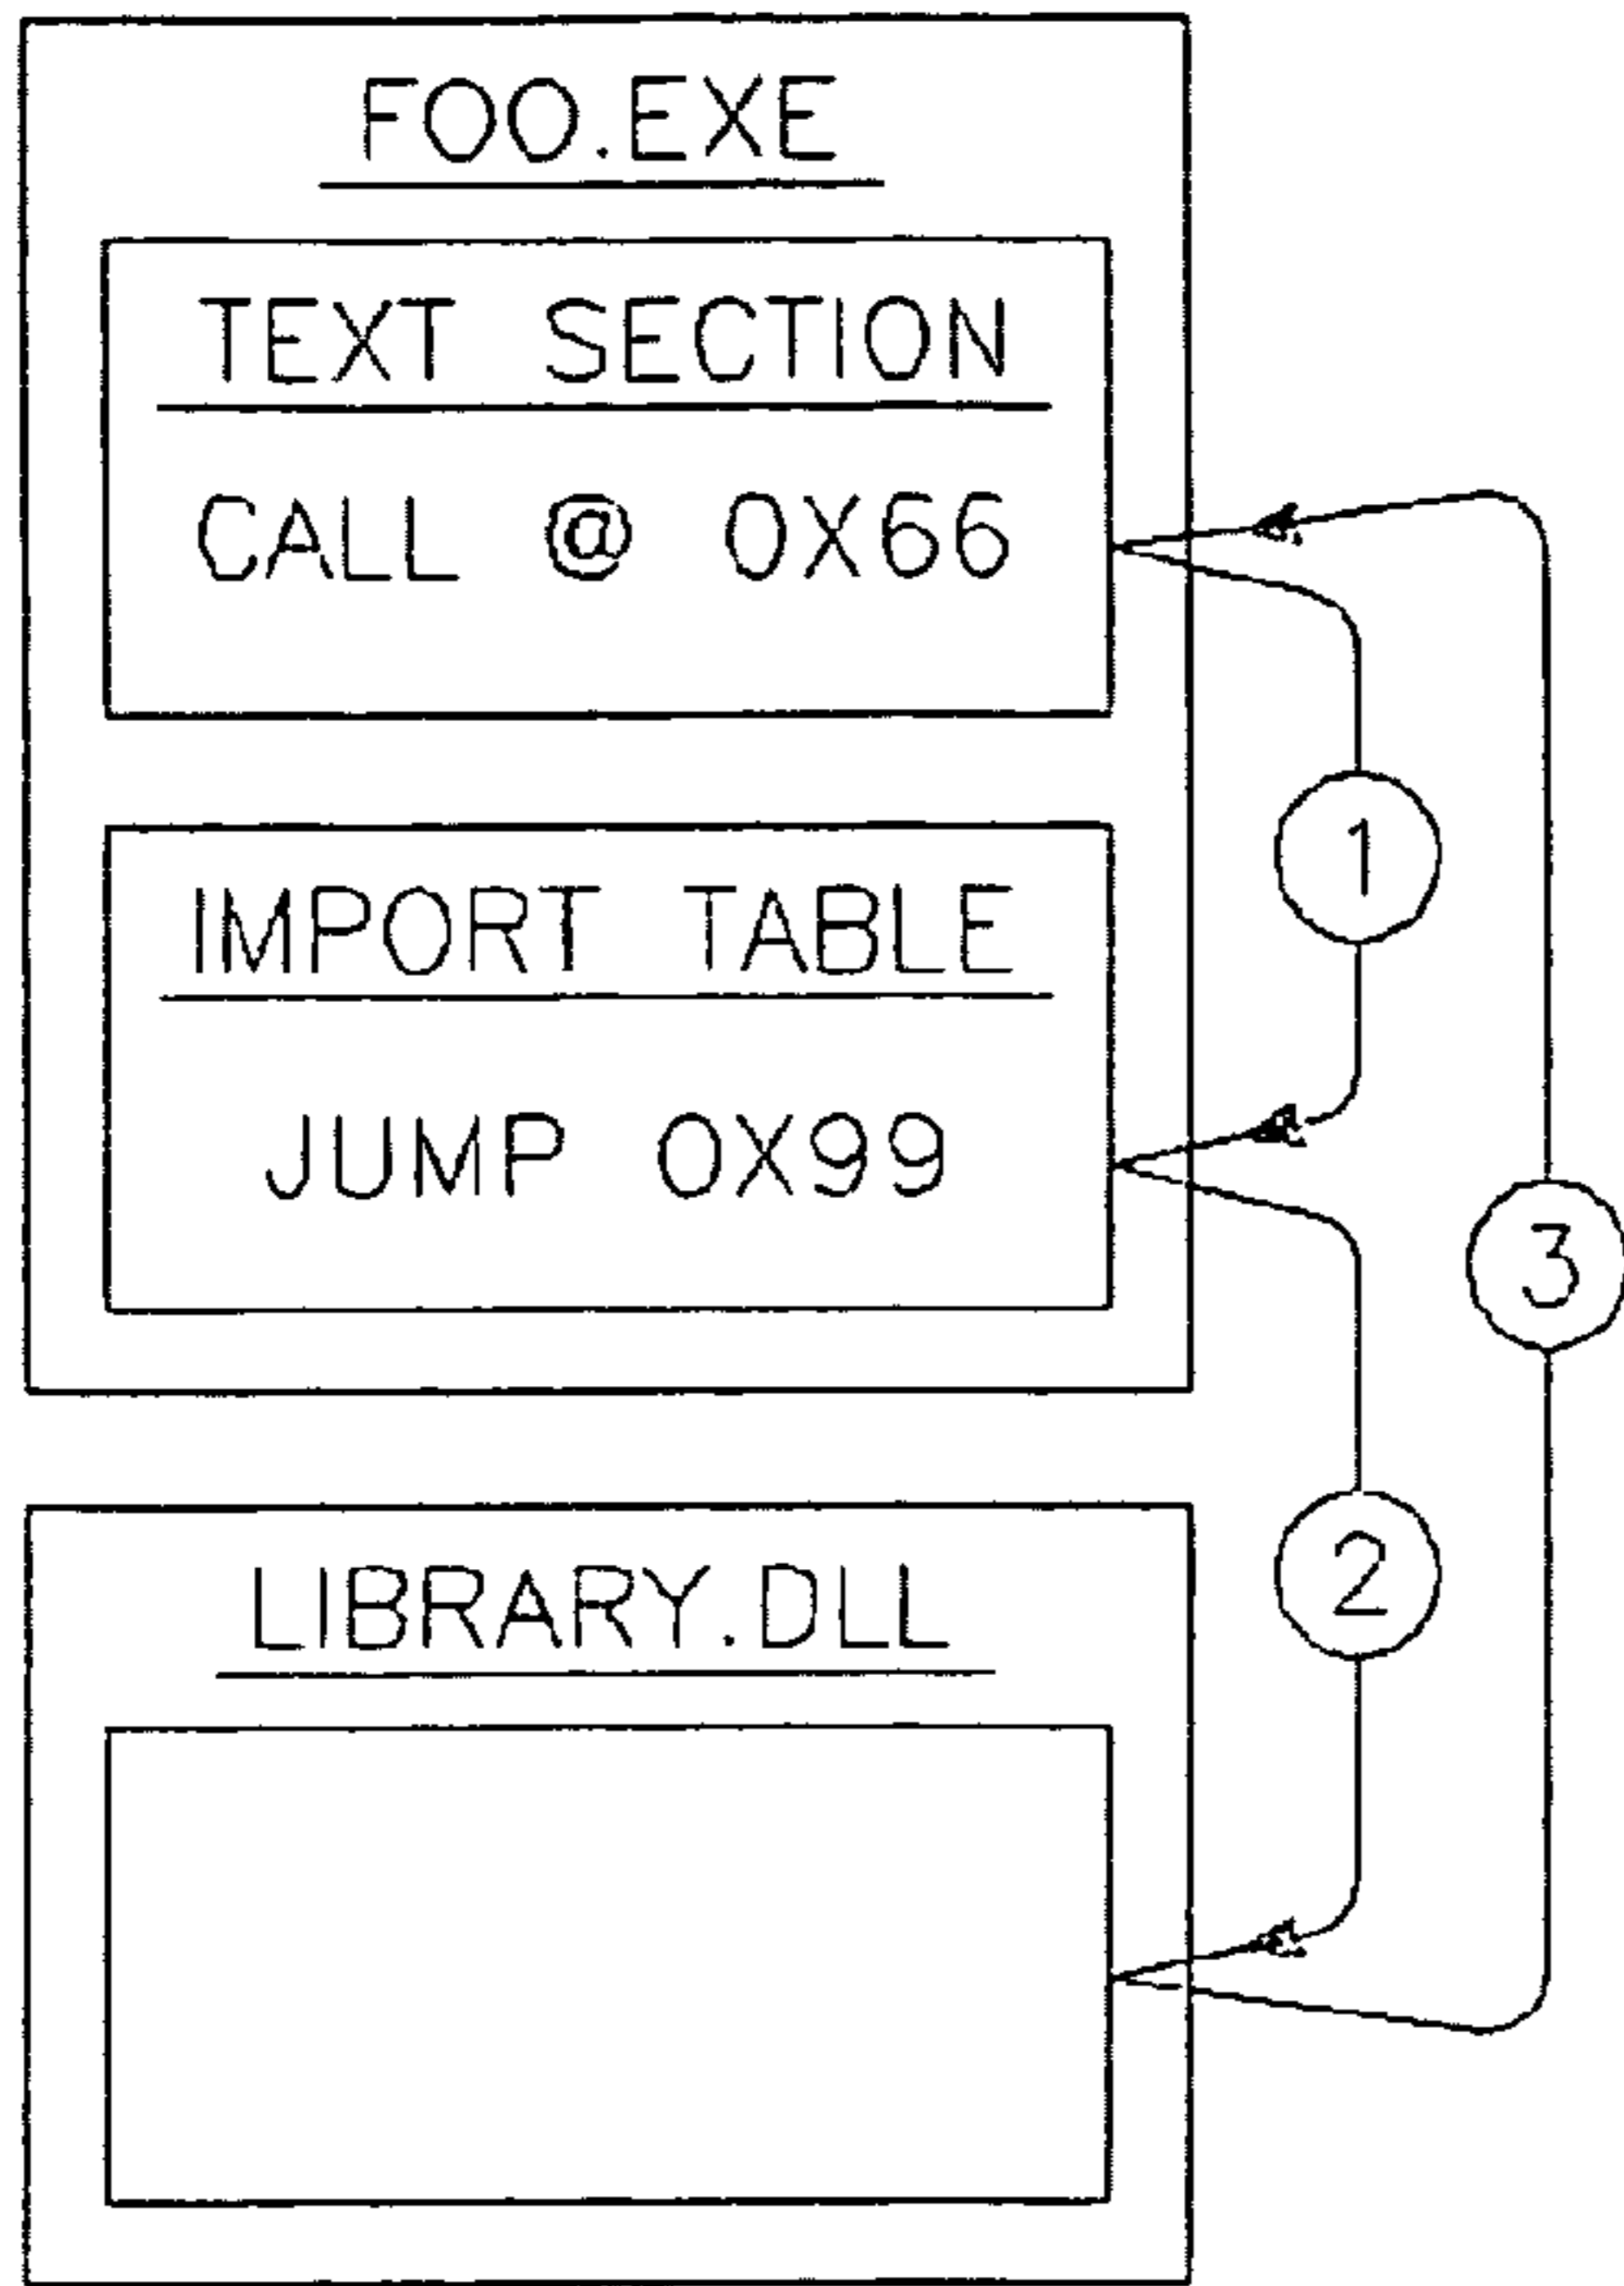 FOO.EXE
TEXT SECTION
CALL @ 0X66
1
IMPORT TABLE
JUMP 0X99
3
2
LIBRARY.DLL